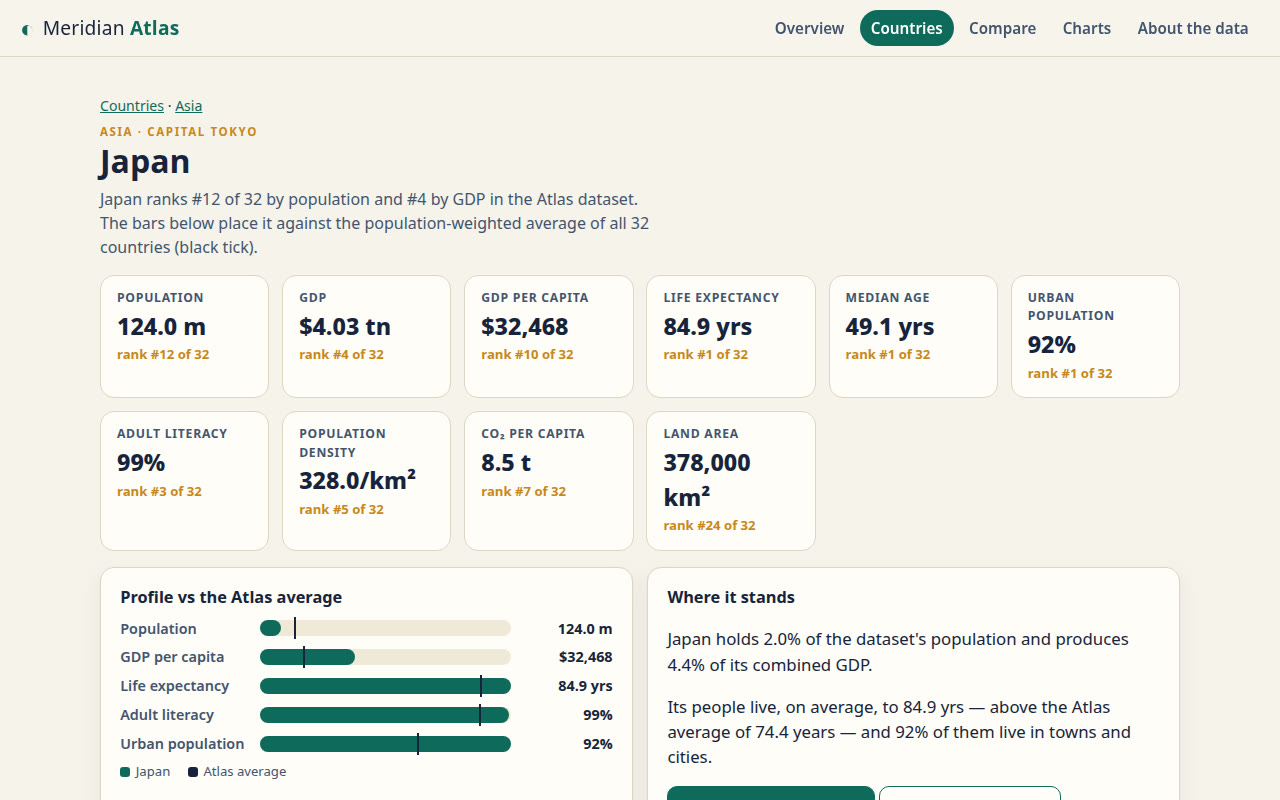 Meridian Atlas
Overview
Countries
Compare
Charts
About the data
Countries · Asia
ASIA · CAPITAL TOKYO
Japan
Japan ranks #12 of 32 by population and #4 by GDP in the Atlas dataset.
The bars below place it against the population-weighted average of all 32
countries (black tick).
POPULATION
124.0 m
rank #12 of 32
GDP
$4.03 tn
rank #4 of 32
GDP PER CAPITA
$32,468
rank #10 of 32
LIFE EXPECTANCY
84.9 yrs
rank #1 of 32
MEDIAN AGE
49.1 yrs
rank #1 of 32
URBAN
POPULATION
92%
rank #1 of 32
ADULT LITERACY
99%
rank #3 of 32
POPULATION
DENSITY
328.0/km²
rank #5 of 32
CO₂ PER CAPITA
8.5 t
rank #7 of 32
LAND AREA
378,000
km²
rank #24 of 32
Profile vs the Atlas average
Population 124.0 m
GDP per capita $32,468
Life expectancy 84.9 yrs
Adult literacy 99%
Urban population 92%
Japan Atlas average
Where it stands
Japan holds 2.0% of the dataset's population and produces
4.4% of its combined GDP.
Its people live, on average, to 84.9 yrs — above the Atlas
average of 74.4 years — and 92% of them live in towns and
cities.